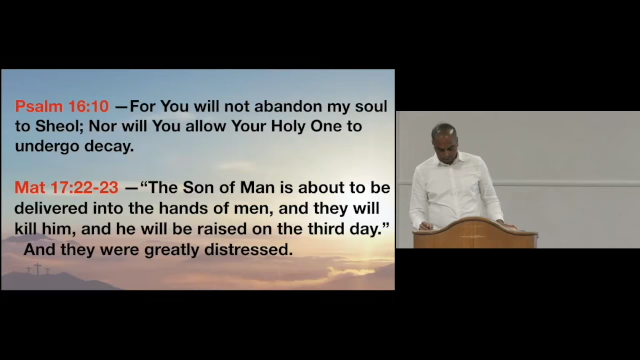 Psalm 16:10 —For You will not abandon my soul
to Sheol; Nor will You allow Your Holy One to
undergo decay.
Mat 17:22-23 —“The Son of Man is about to be
delivered into the hands of men, and they will
kill him, and he will be raised on the third day.”
And they were greatly distressed.